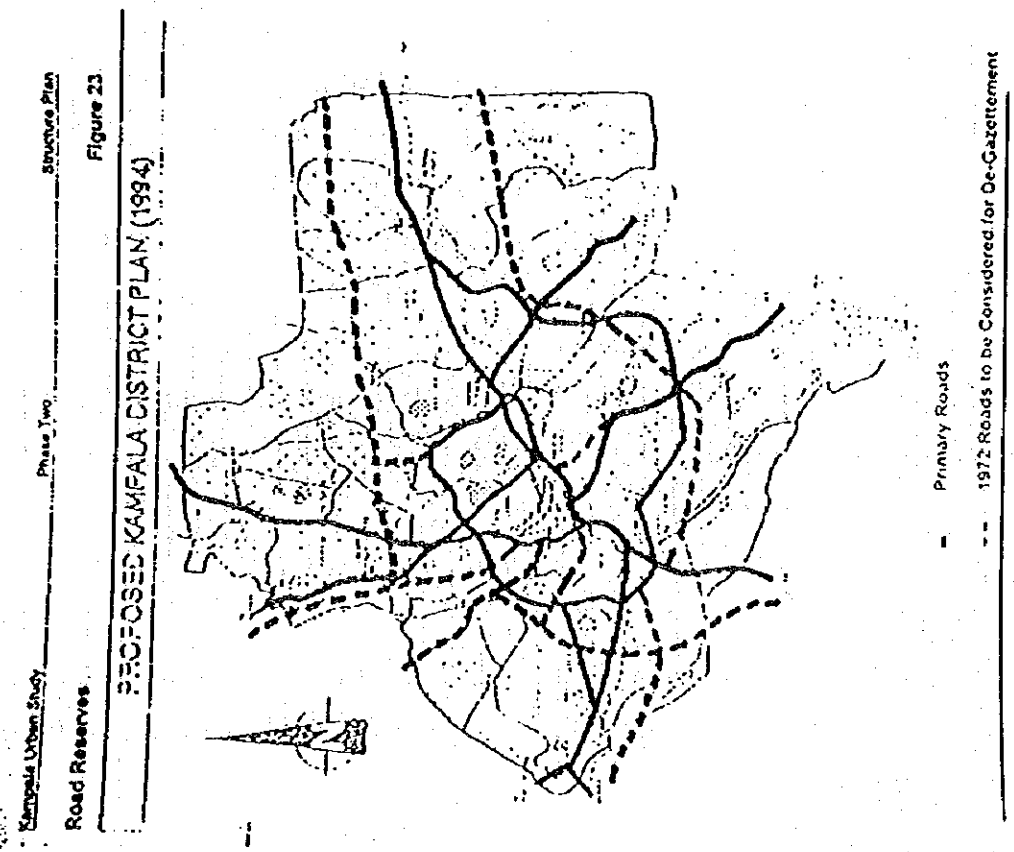 Kampala Urban Study Phase Two Structure Plan
Road Reserves Figure 23
PROPOSED KAMPALA DISTRICT PLAN (1994)
Primary Roads
1972 Roads to be Considered for De-Gazettement